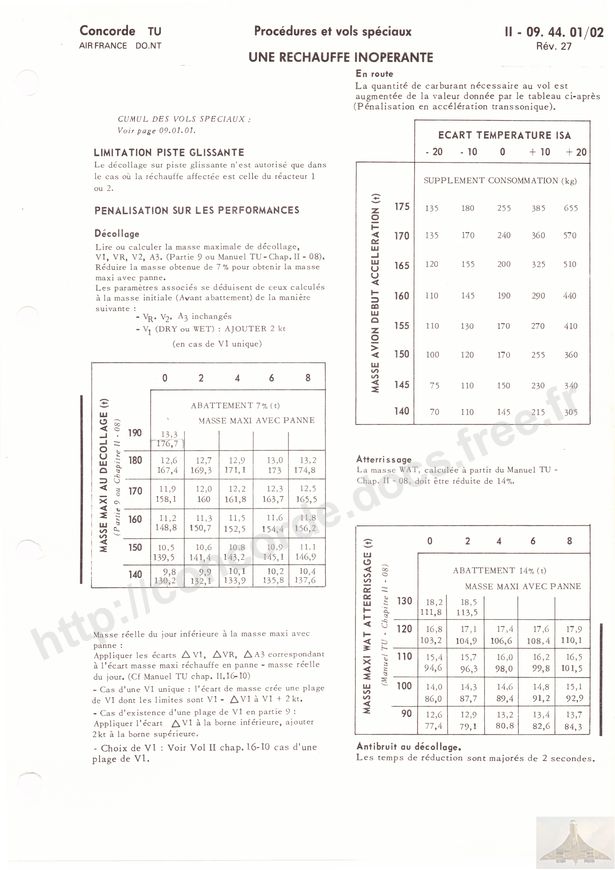 Concorde TU
AIR FRANCE DO.NT
Procédures et vols spéciaux
II - 09. 44. 01/02
Rév. 27
UNE RECHAUFFE INOPERANTE
CUMUL DES VOLS SPECIAUX :
Voir page 09.01.01.
LIMITATION PISTE GLISSANTE
Le décollage sur piste glissante n'est autorisé que dans
le cas où la réchauffe affectée est celle du réacteur 1
ou 2.
PENALISATION SUR LES PERFORMANCES
Décollage
Lire ou calculer la masse maximale de décollage,
V1, VR, V2, A3. (Partie 9 ou Manuel TU-Chap. II - 08).
Réduire la masse obtenue de 7 % pour obtenir la masse
maxi avec panne.
Les paramètres associés se déduisent de ceux calculés
à la masse initiale (Avant abattement) de la manière
suivante :
- VR, V2, A3 inchangés
- V1 (DRY ou WET) : AJOUTER 2 kt
(en cas de V1 unique)
MASSE MAXI DECOLLAGE (t)
(Partie 9 ou Chapitre II - 08)
0 2 4 6 8
ABATTEMENT 7% (t)
MASSE MAXI AVEC PANNE
190 13,3
176,7
180 12,6 12,7 12,9 13,0 13,2
167,4 169,3 171,1 173 174,8
170 11,9 12,0 12,2 12,3 12,5
158,1 160 161,8 163,7 165,5
160 11,2 11,3 11,5 11,6 11,8
148,8 150,7 152,5 154,4 156,2
150 10,5 10,6 10,8 10,9 11,1
139,5 141,4 143,2 145,1 146,9
140 9,8 9,9 10,1 10,2 10,4
130,2 132,1 133,9 135,8 137,6
Masse réelle du jour inférieure à la masse maxi avec
panne :
Appliquer les écarts △V1, △VR, △A3 correspondant
à l'écart masse maxi réchauffe en panne - masse réelle
du jour. (Cf Manuel TU chap. II,16-10)
- Cas d'une V1 unique : l'écart de masse crée une plage
de V1 dont les limites sont V1 - △V1 à V1 + 2 kt.
- Cas d'existence d'une plage de V1 en partie 9 :
Appliquer l'écart △V1 à la borne inférieure, ajouter
2 kt à la borne supérieure.
- Choix de V1 : Voir Vol II chap. 16-10 cas d'une
plage de V1.
En route
La quantité de carburant nécessaire au vol est
augmentée de la valeur donnée par le tableau ci-après
(Pénalisation en accélération transsonique).
MASSE AVION DEBUT ACCELERATION (t)
ECART TEMPERATURE ISA
- 20 - 10 0 + 10 + 20
SUPPLEMENT CONSOMMATION (kg)
175 135 180 255 385 655
170 135 170 240 360 570
165 120 155 200 325 510
160 110 145 190 290 440
155 110 130 170 270 410
150 100 120 170 255 360
145 75 110 150 230 340
140 70 110 145 215 305
Atterrissage
La masse WAT, calculée à partir du Manuel TU -
Chap. II - 08, doit être réduite de 14%.
MASSE MAXI WAT ATTERRISSAGE (t)
(Manuel TU - Chapitre II - 08)
0 2 4 6 8
ABATTEMENT 14% (t)
MASSE MAXI AVEC PANNE
130 18,2 18,5
111,8 113,5
120 16,8 17,1 17,4 17,6 17,9
103,2 104,9 106,6 108,4 110,1
110 15,4 15,7 16,0 16,2 16,5
94,6 96,3 98,0 99,8 101,5
100 14,0 14,3 14,6 14,8 15,1
86,0 87,7 89,4 91,2 92,9
90 12,6 12,9 13,2 13,4 13,7
77,4 79,1 80,8 82,6 84,3
Antibruit au décollage.
Les temps de réduction sont majorés de 2 secondes.
http://concorde.docs.free.fr